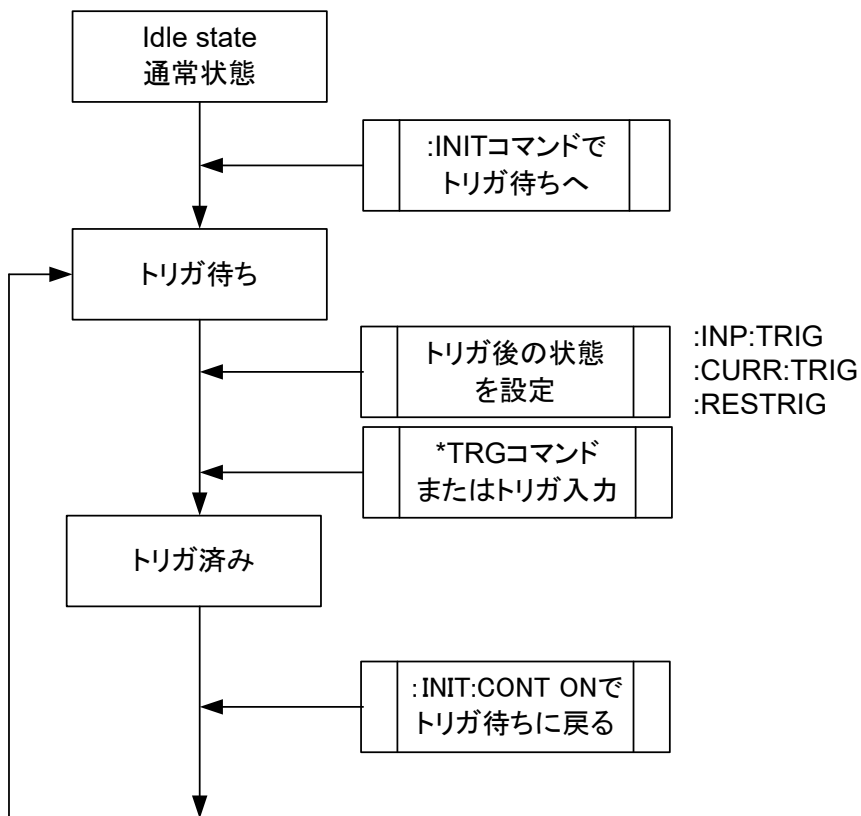 Idle state
通常状態
:INITコマンドで
トリガ待ちへ
トリガ待ち
トリガ後の状態
を設定
:INP:TRIG
:CURR:TRIG
:RESTRIG
*TRGコマンド
またはトリガ入力
トリガ済み
:INIT:CONT ONで
トリガ待ちに戻る